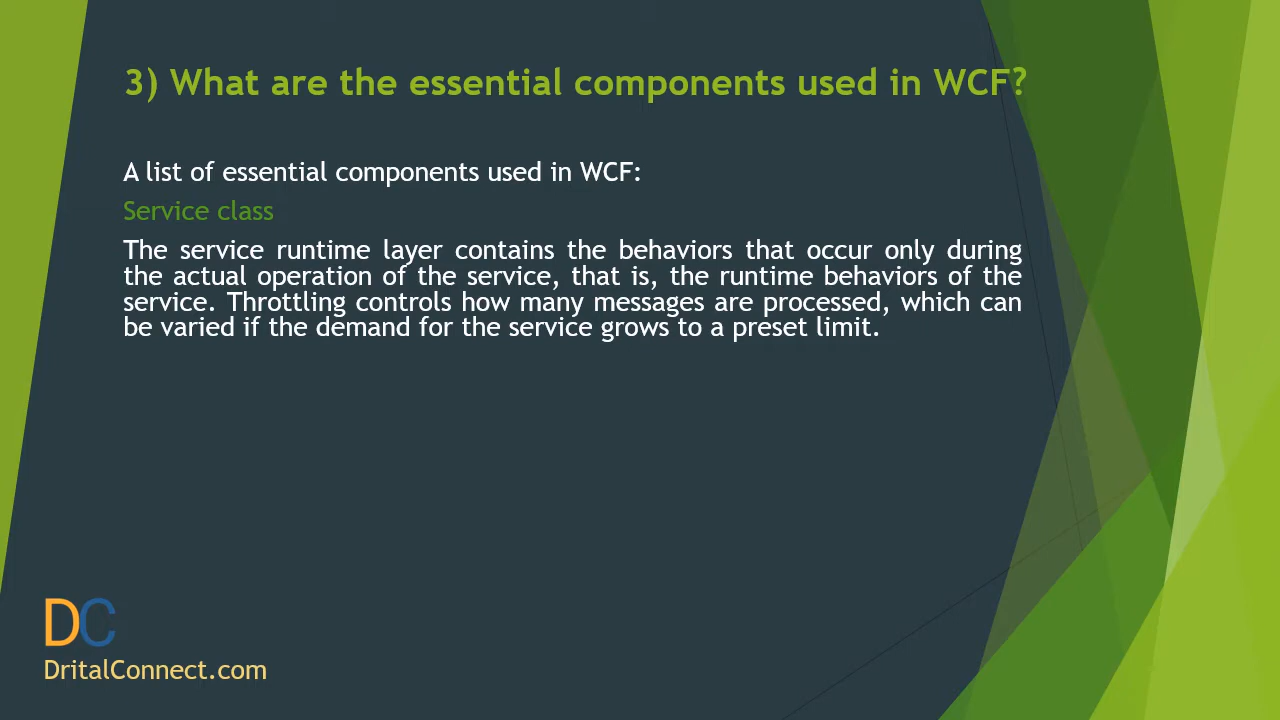 3) What are the essential components used in WCF?
A list of essential components used in WCF:
Service class
The service runtime layer contains the behaviors that occur only during
the actual operation of the service, that is, the runtime behaviors of the
service. Throttling controls how many messages are processed, which can
be varied if the demand for the service grows to a preset limit.
DC
DritalConnect.com